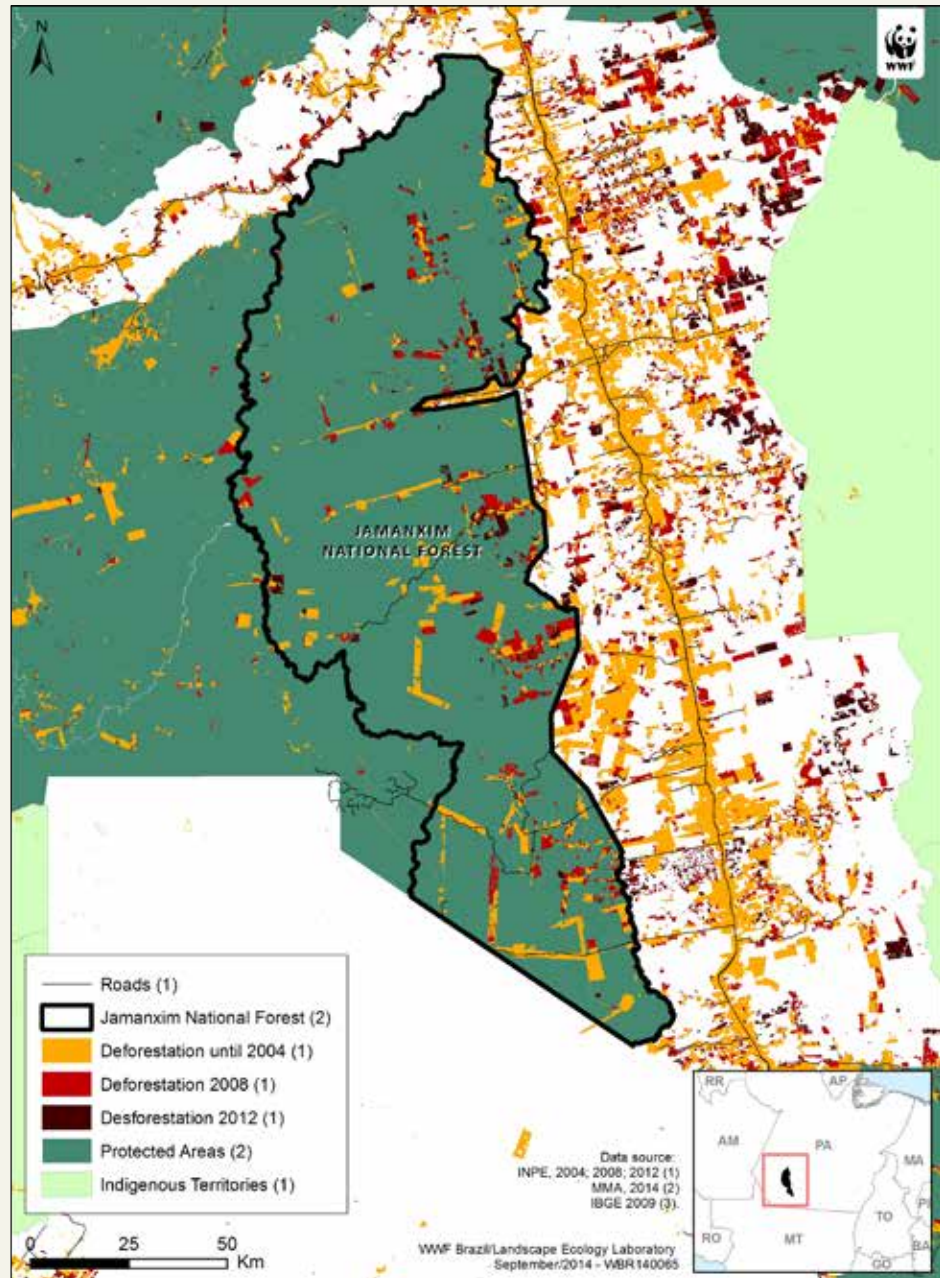 N
WWF
JAMANXIM
NATIONAL FOREST
Roads (1)
Jamanxim National Forest (2)
Deforestation until 2004 (1)
Deforestation 2008 (1)
Desforestation 2012 (1)
Protected Areas (2)
Indigenous Territories (1)
0 25 50
Km
Data source:
INPE, 2004; 2008; 2012 (1)
MMA, 2014 (2)
IBGE 2009 (3).
WWF Brazil/Landscape Ecology Laboratory
September/2014 - WBR140065
RR
AP
AM
PA
MA
PI
TO
RO
MT
BA
GO